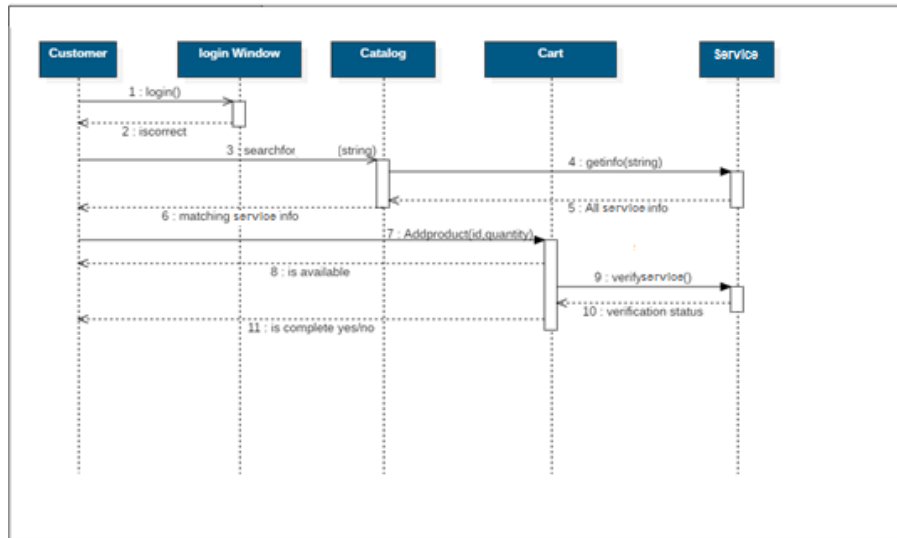 Customer
login Window
Catalog
Cart
Service
1 : login()
2 : iscorrect
3 : searchfor (string)
4 : getinfo(string)
5 : All service info
6 : matching service info
7 : Addproduct(id,quantity)
8 : is available
9 : verifyservice()
10 : verification status
11 : is complete yes/no